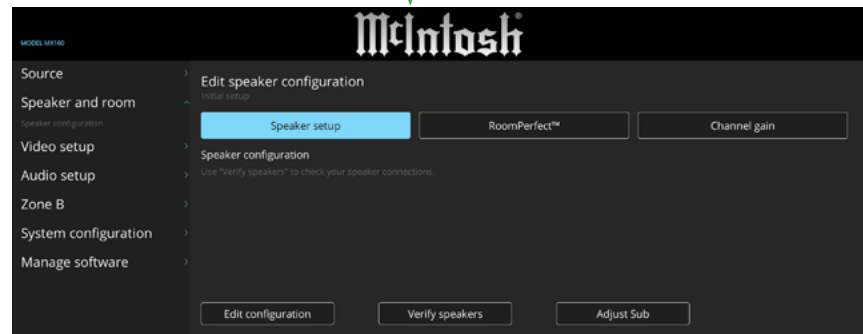 McIntosh
MODEL MX160
Source
Speaker and room
Speaker configuration
Video setup
Audio setup
Zone B
System configuration
Manage software
Edit speaker configuration
Initial setup
Speaker setup
RoomPerfect™
Channel gain
Speaker configuration
Use "Verify speakers" to check your speaker connections.
Edit configuration
Verify speakers
Adjust Sub